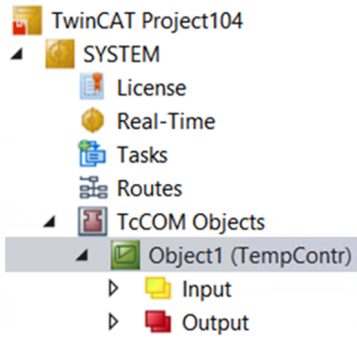 TwinCAT Project104
SYSTEM
License
Real-Time
Tasks
Routes
TcCOM Objects
Object1 (TempContr)
Input
Output